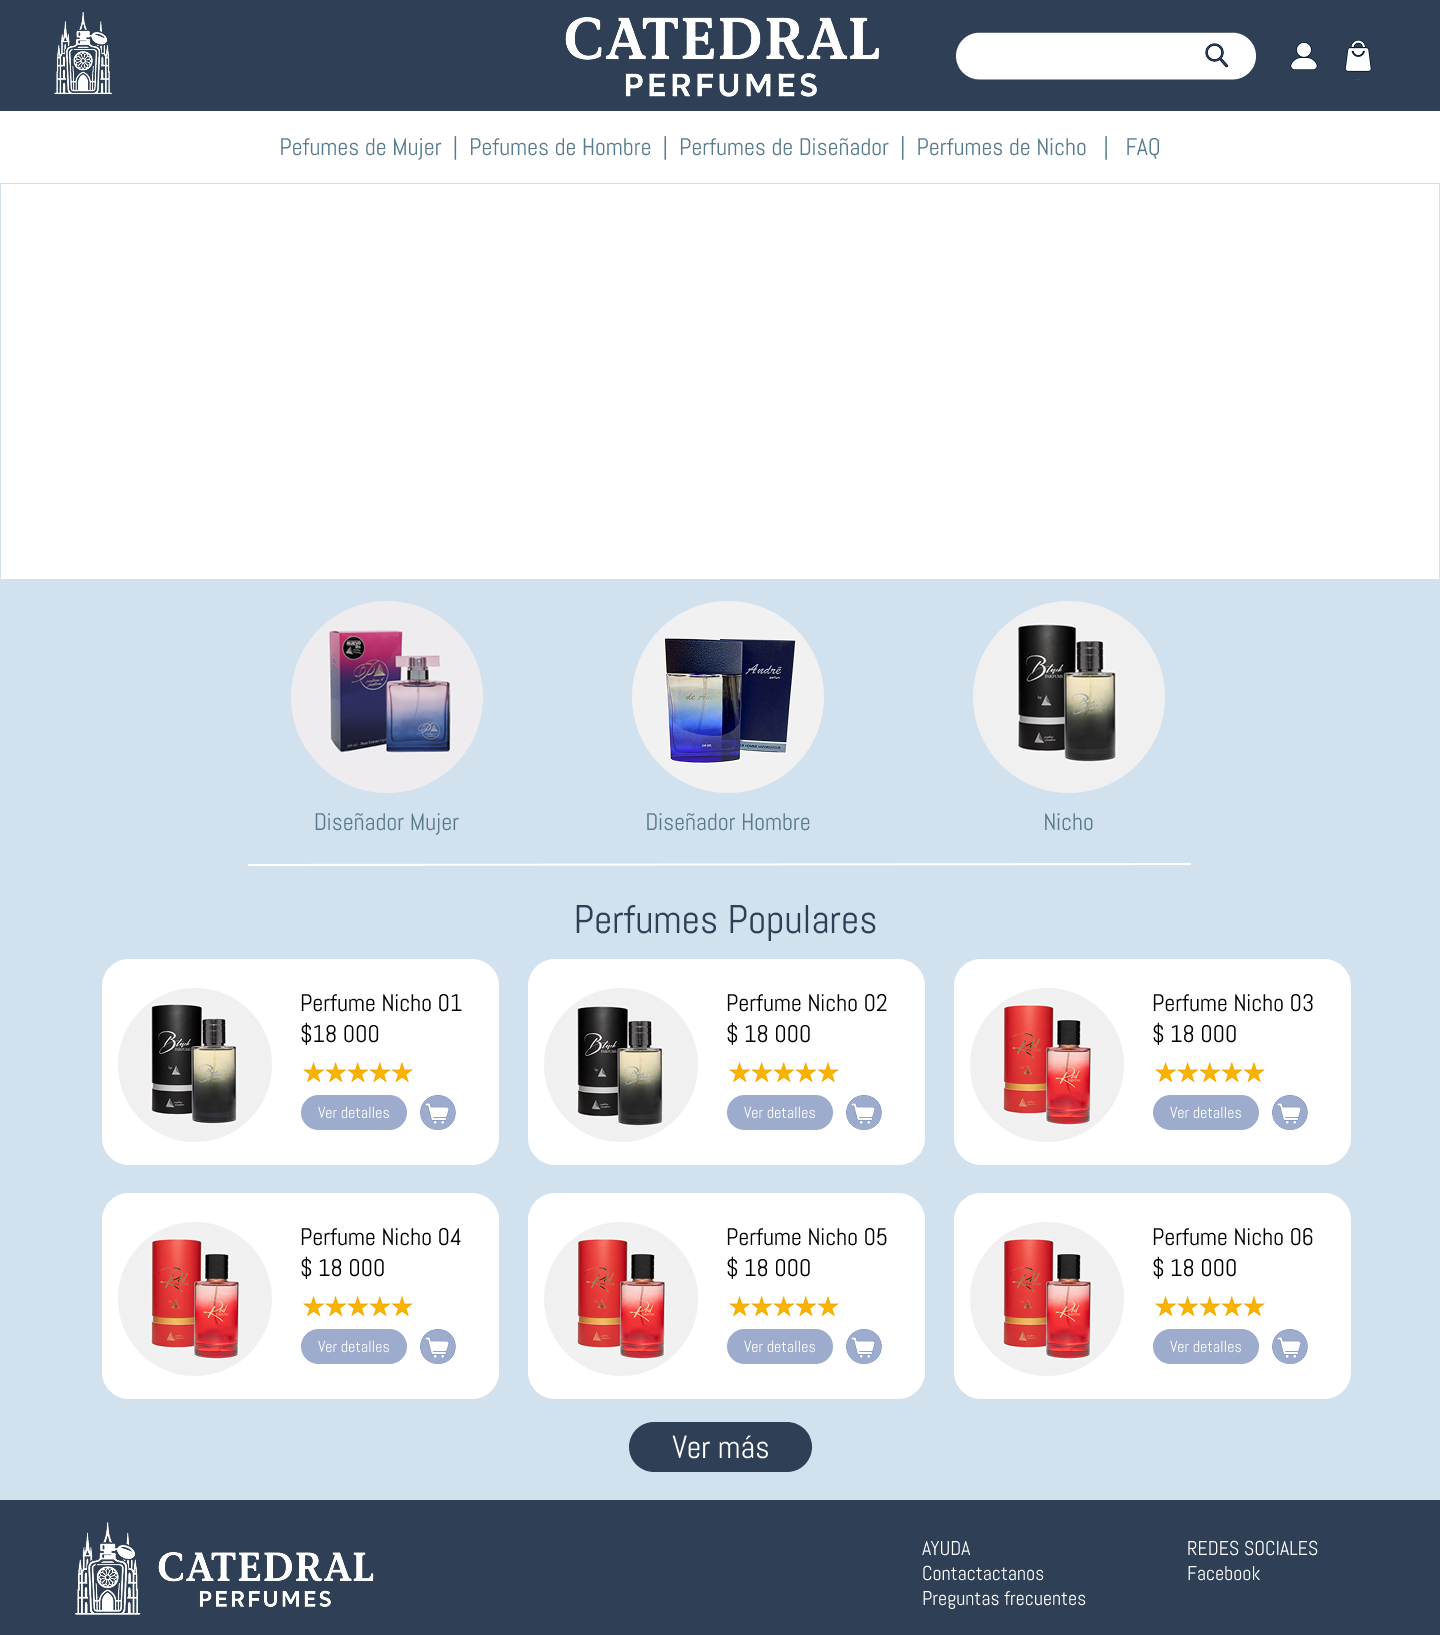 CATEDRAL
PERFUMES
Pefumes de Mujer | Pefumes de Hombre | Perfumes de Diseñador | Perfumes de Nicho | FAQ
André
Black
Diseñador Mujer
Diseñador Hombre
Nicho
Perfumes Populares
Perfume Nicho 01
$18 000
Ver detalles
Perfume Nicho 02
$ 18 000
Ver detalles
Perfume Nicho 03
$ 18 000
Ver detalles
Perfume Nicho 04
$ 18 000
Ver detalles
Perfume Nicho 05
$ 18 000
Ver detalles
Perfume Nicho 06
$ 18 000
Ver detalles
Ver más
CATEDRAL
PERFUMES
AYUDA
Contactactanos
Preguntas frecuentes
REDES SOCIALES
Facebook